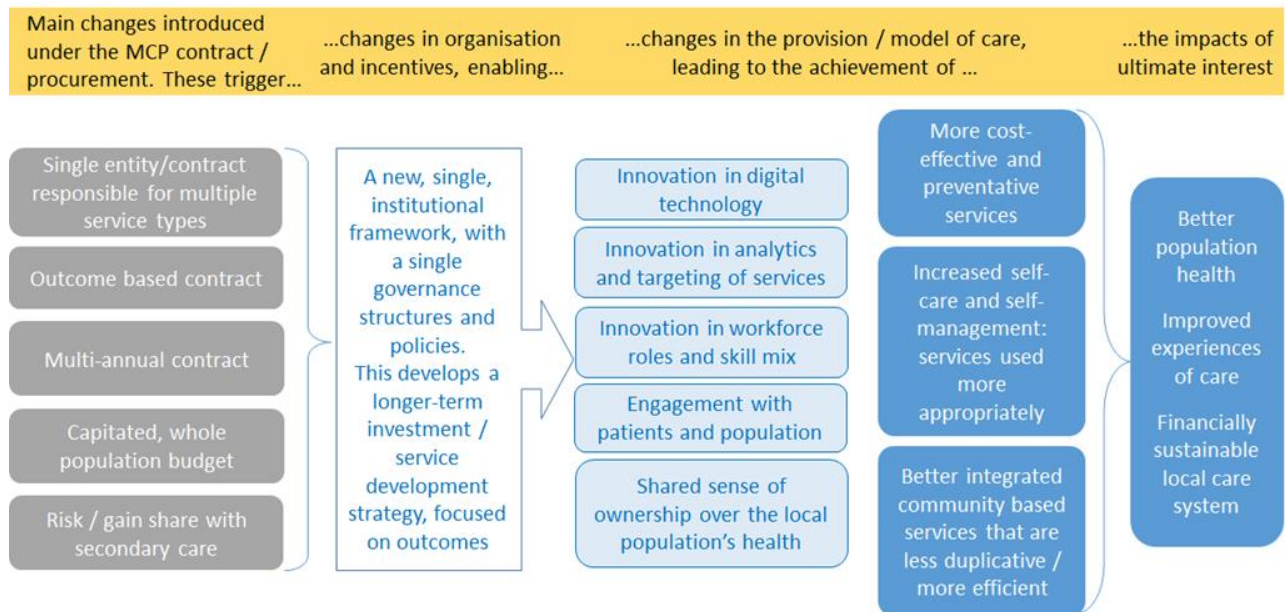 Main changes introduced
under the MCP contract /
procurement. These trigger...
...changes in organisation
and incentives, enabling...
...changes in the provision / model of care,
leading to the achievement of ...
...the impacts of
ultimate interest
Single entity/contract
responsible for multiple
service types
Outcome based contract
Multi-annual contract
Capitated, whole
population budget
Risk / gain share with
secondary care
A new, single,
institutional
framework, with
a single
governance
structures and
policies.
This develops a
longer-term
investment /
service
development
strategy, focused
on outcomes
Innovation in digital
technology
Innovation in analytics
and targeting of services
Innovation in workforce
roles and skill mix
Engagement with
patients and population
Shared sense of
ownership over the local
population's health
More cost-
effective and
preventative
services
Increased self-
care and self-
management:
services used
more
appropriately
Better integrated
community based
services that are
less duplicative /
more efficient
Better
population
health
Improved
experiences
of care
Financially
sustainable
local care
system